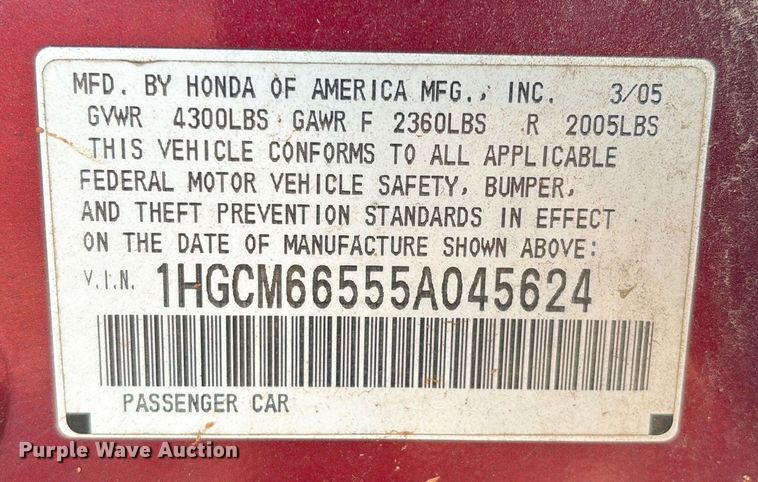 MFD. BY HONDA OF AMERICA MFG., INC. 3/05
GVWR 4300LBS GAWR F 2360LBS R 2005LBS
THIS VEHICLE CONFORMS TO ALL APPLICABLE
FEDERAL MOTOR VEHICLE SAFETY, BUMPER,
AND THEFT PREVENTION STANDARDS IN EFFECT
ON THE DATE OF MANUFACTURE SHOWN ABOVE:
V.I.N. 1HGCM66555A045624
PASSENGER CAR
Purple Wave Auction